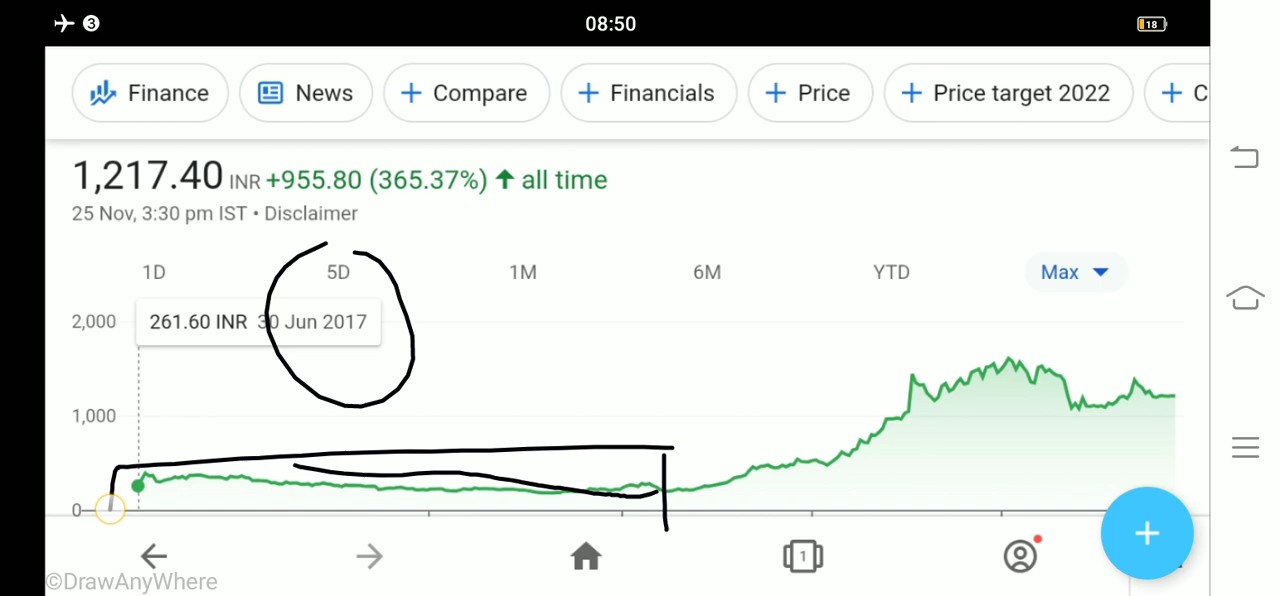 3 08:50 18
Finance News + Compare + Financials + Price + Price target 2022 + C
1,217.40 INR +955.80 (365.37%) ↑ all time
25 Nov, 3:30 pm IST • Disclaimer
1D 5D 1M 6M YTD Max
2,000 261.60 INR 30 Jun 2017
1,000
0
1
©DrawAnyWhere